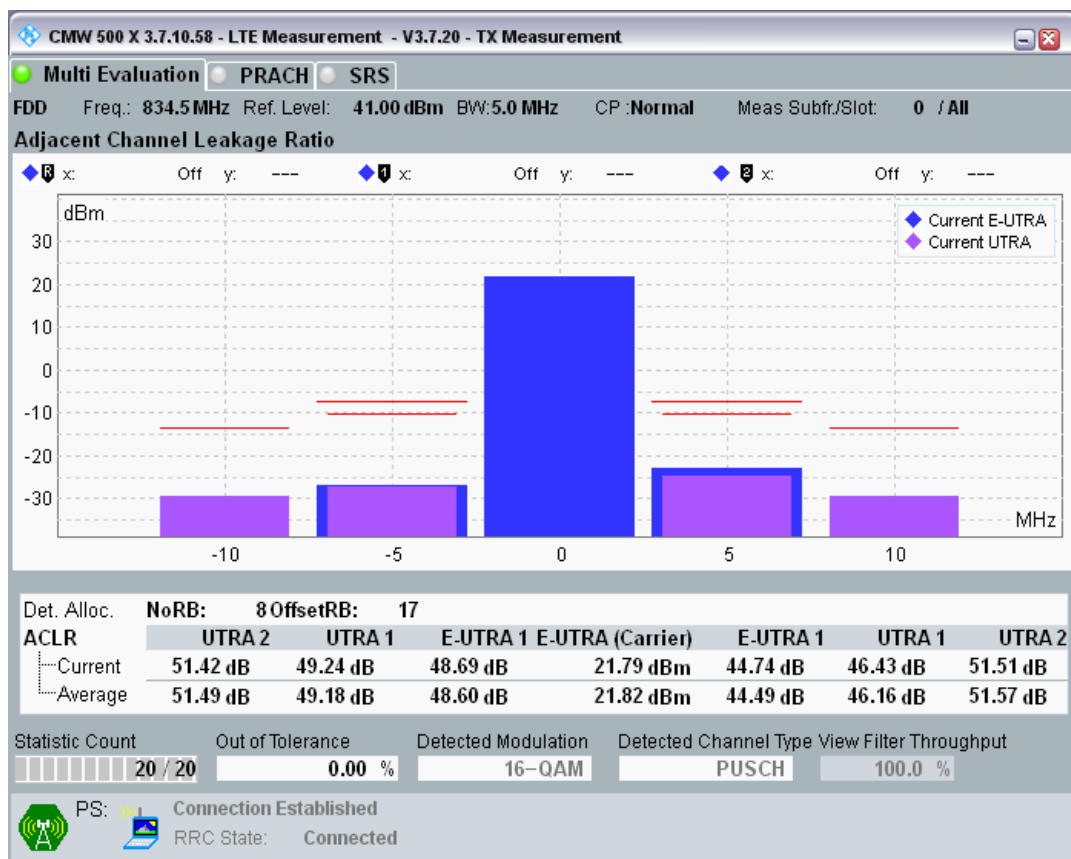 CMW 500 X 3.7.10.58 - LTE Measurement - V3.7.20 - TX Measurement
Multi Evaluation PRACH SRS
FDD Freq.: 834.5 MHz Ref. Level: 41.00 dBm BW:5.0 MHz CP :Normal Meas Subfr./Slot: 0 / All
Adjacent Channel Leakage Ratio
R x: Off y: --- 1 x: Off y: --- 2 x: Off y: ---
dBm
Current E-UTRA
Current UTRA
30
20
10
0
-10
-20
-30
MHz
-10 -5 0 5 10
Det. Alloc. NoRB: 8 OffsetRB: 17
ACLR UTRA 2 UTRA 1 E-UTRA 1 E-UTRA (Carrier) E-UTRA 1 UTRA 1 UTRA 2
Current 51.42 dB 49.24 dB 48.69 dB 21.79 dBm 44.74 dB 46.43 dB 51.51 dB
Average 51.49 dB 49.18 dB 48.60 dB 21.82 dBm 44.49 dB 46.16 dB 51.57 dB
Statistic Count Out of Tolerance Detected Modulation Detected Channel Type View Filter Throughput
20 / 20 0.00 % 16-QAM PUSCH 100.0 %
PS: Connection Established
RRC State: Connected